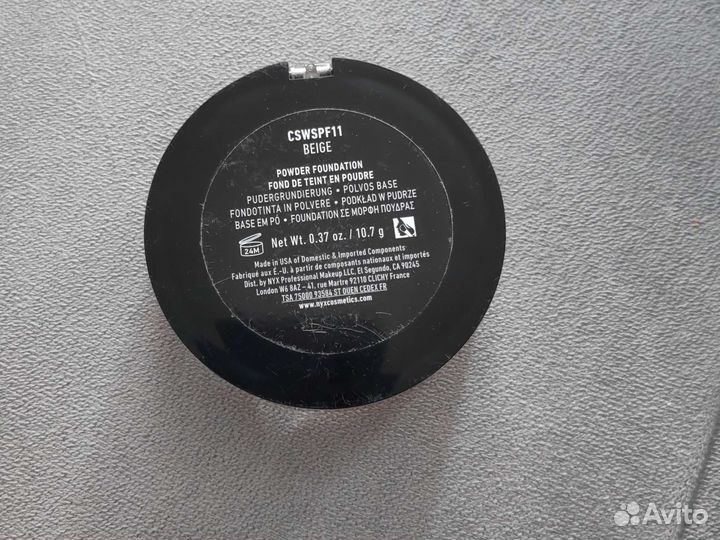 CSWSPF11
BEIGE
POWDER FOUNDATION
FOND DE TEINT EN POUDRE
PUDERGRUNDIERUNG • POLVOS BASE
FONDOTINTA IN POLVERE • PODKŁAD W PUDRZE
BASE EM PÓ • FOUNDATION ΣΕ ΜΟΡΦΗ ΠΟΥΔΡΑΣ
24M Net Wt. 0.37 oz. / 10.7 g
Made in USA of Domestic & Imported Components
Fabriqué aux É.-U. à partir de composants nationaux et importés
Dist. by NYX Professional Makeup LLC, El Segundo, CA 90245
London W6 8AZ – 41, rue Martre 92110 CLICHY France
TSA 75000 93584 ST OUEN CEDEX FR
www.nyxcosmetics.com
Avito